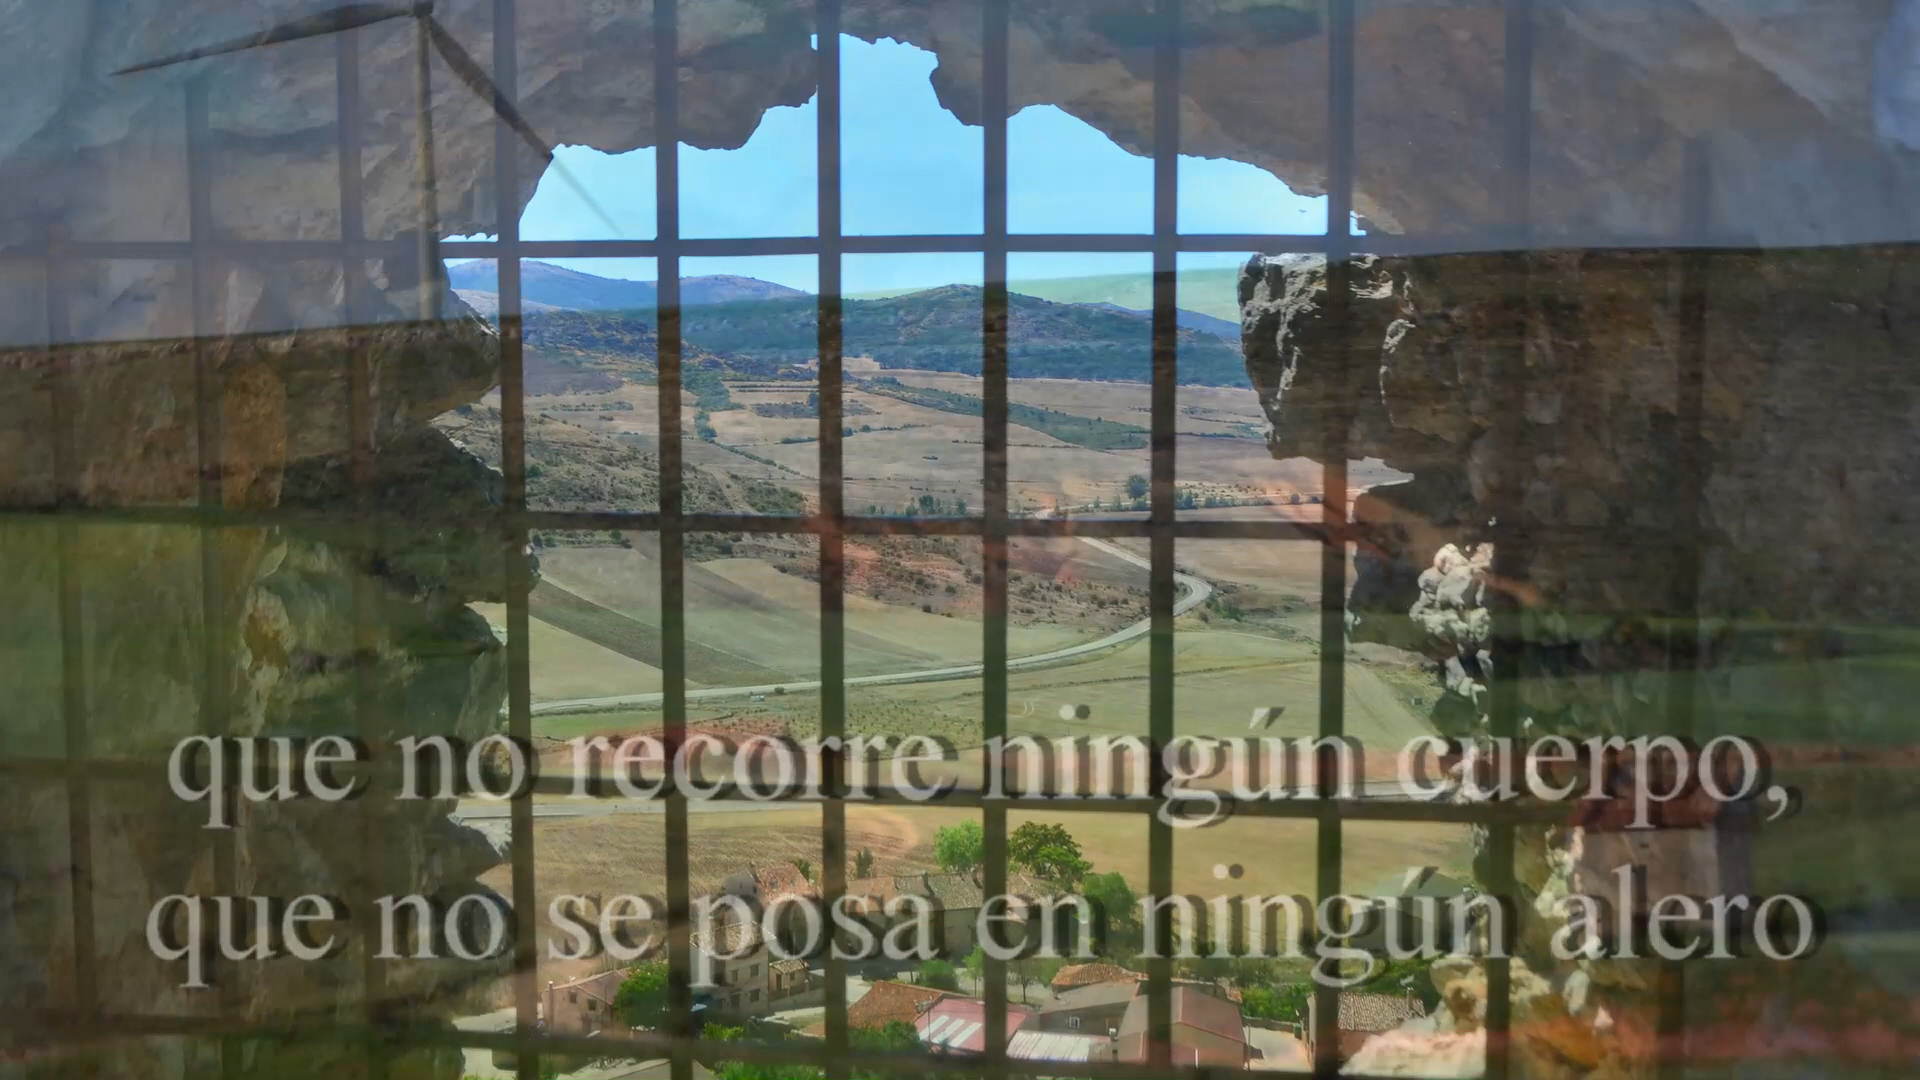 que no recorre ningún cuerpo,
que no se posa en ningún alero